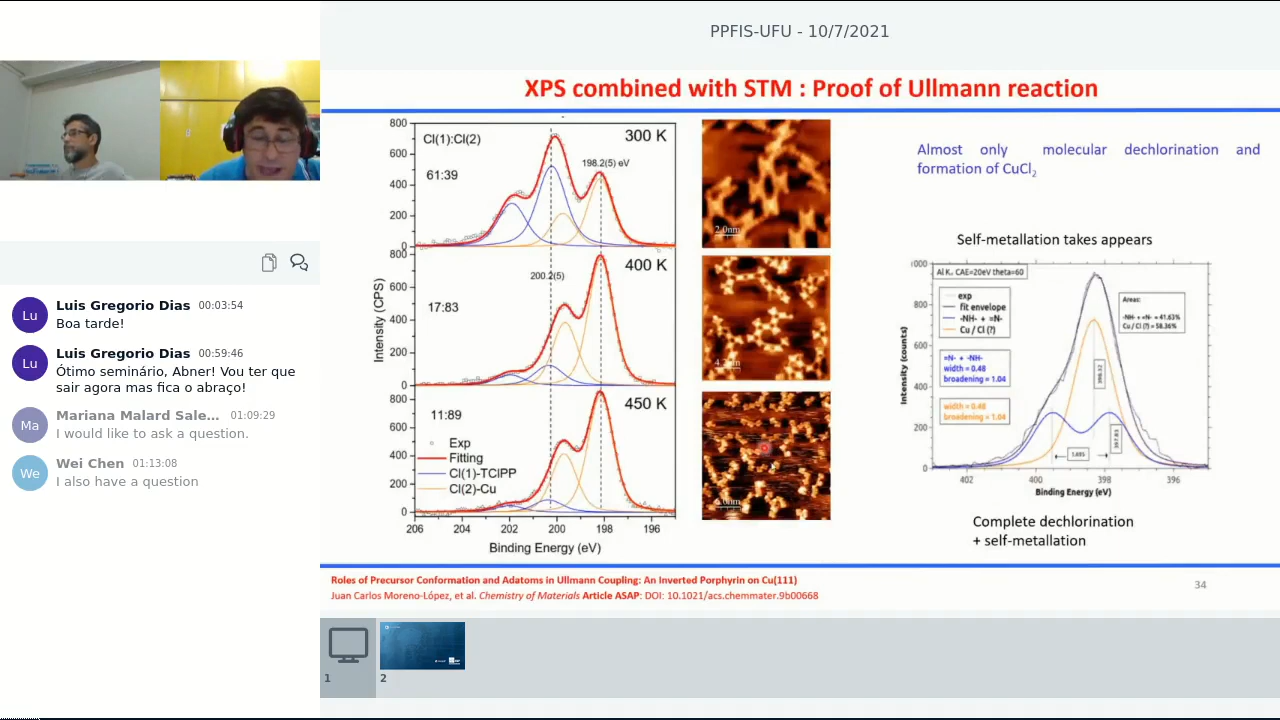 PPFIS-UFU - 10/7/2021
Lu
Luis Gregorio Dias 00:03:54
Boa tarde!
Lu
Luis Gregorio Dias 00:59:46
Ótimo seminário, Abner! Vou ter que
sair agora mas fica o abraço!
Ma
Mariana Malard Sale... 01:09:29
I would like to ask a question.
We
Wei Chen 01:13:08
I also have a question
XPS combined with STM : Proof of Ullmann reaction
Intensity (CPS)
800
600
400
200
0
Cl(1):Cl(2)
61:39
300 K
198.2(5) eV
800
600
400
200
0
400 K
200.2(5)
17:83
800
600
400
200
0
450 K
11:89
Exp
Fitting
Cl(1)-TClPP
Cl(2)-Cu
206 204 202 200 198 196
Binding Energy (eV)
2.0nm
Almost only molecular dechlorination and
formation of CuCl2
Self-metallation takes appears
Al K, CAE=20eV theta=60
exp
fit envelope
-NH- + =N-
Cu / Cl (?)
Areas:
-NH- + =N- = 41.63%
Cu / Cl (?) = 58.36%
=N- + -NH-
width = 0.48
broadening = 1.04
width = 0.48
broadening = 1.04
Intensity (counts)
800
600
400
200
0
402 400 398 396
Binding Energy (eV)
Complete dechlorination
+ self-metallation
Roles of Precursor Conformation and Adatoms in Ullmann Coupling: An Inverted Porphyrin on Cu(111)
Juan Carlos Moreno-López, et al. Chemistry of Materials Article ASAP: DOI: 10.1021/acs.chemmater.9b00668
34
1
2